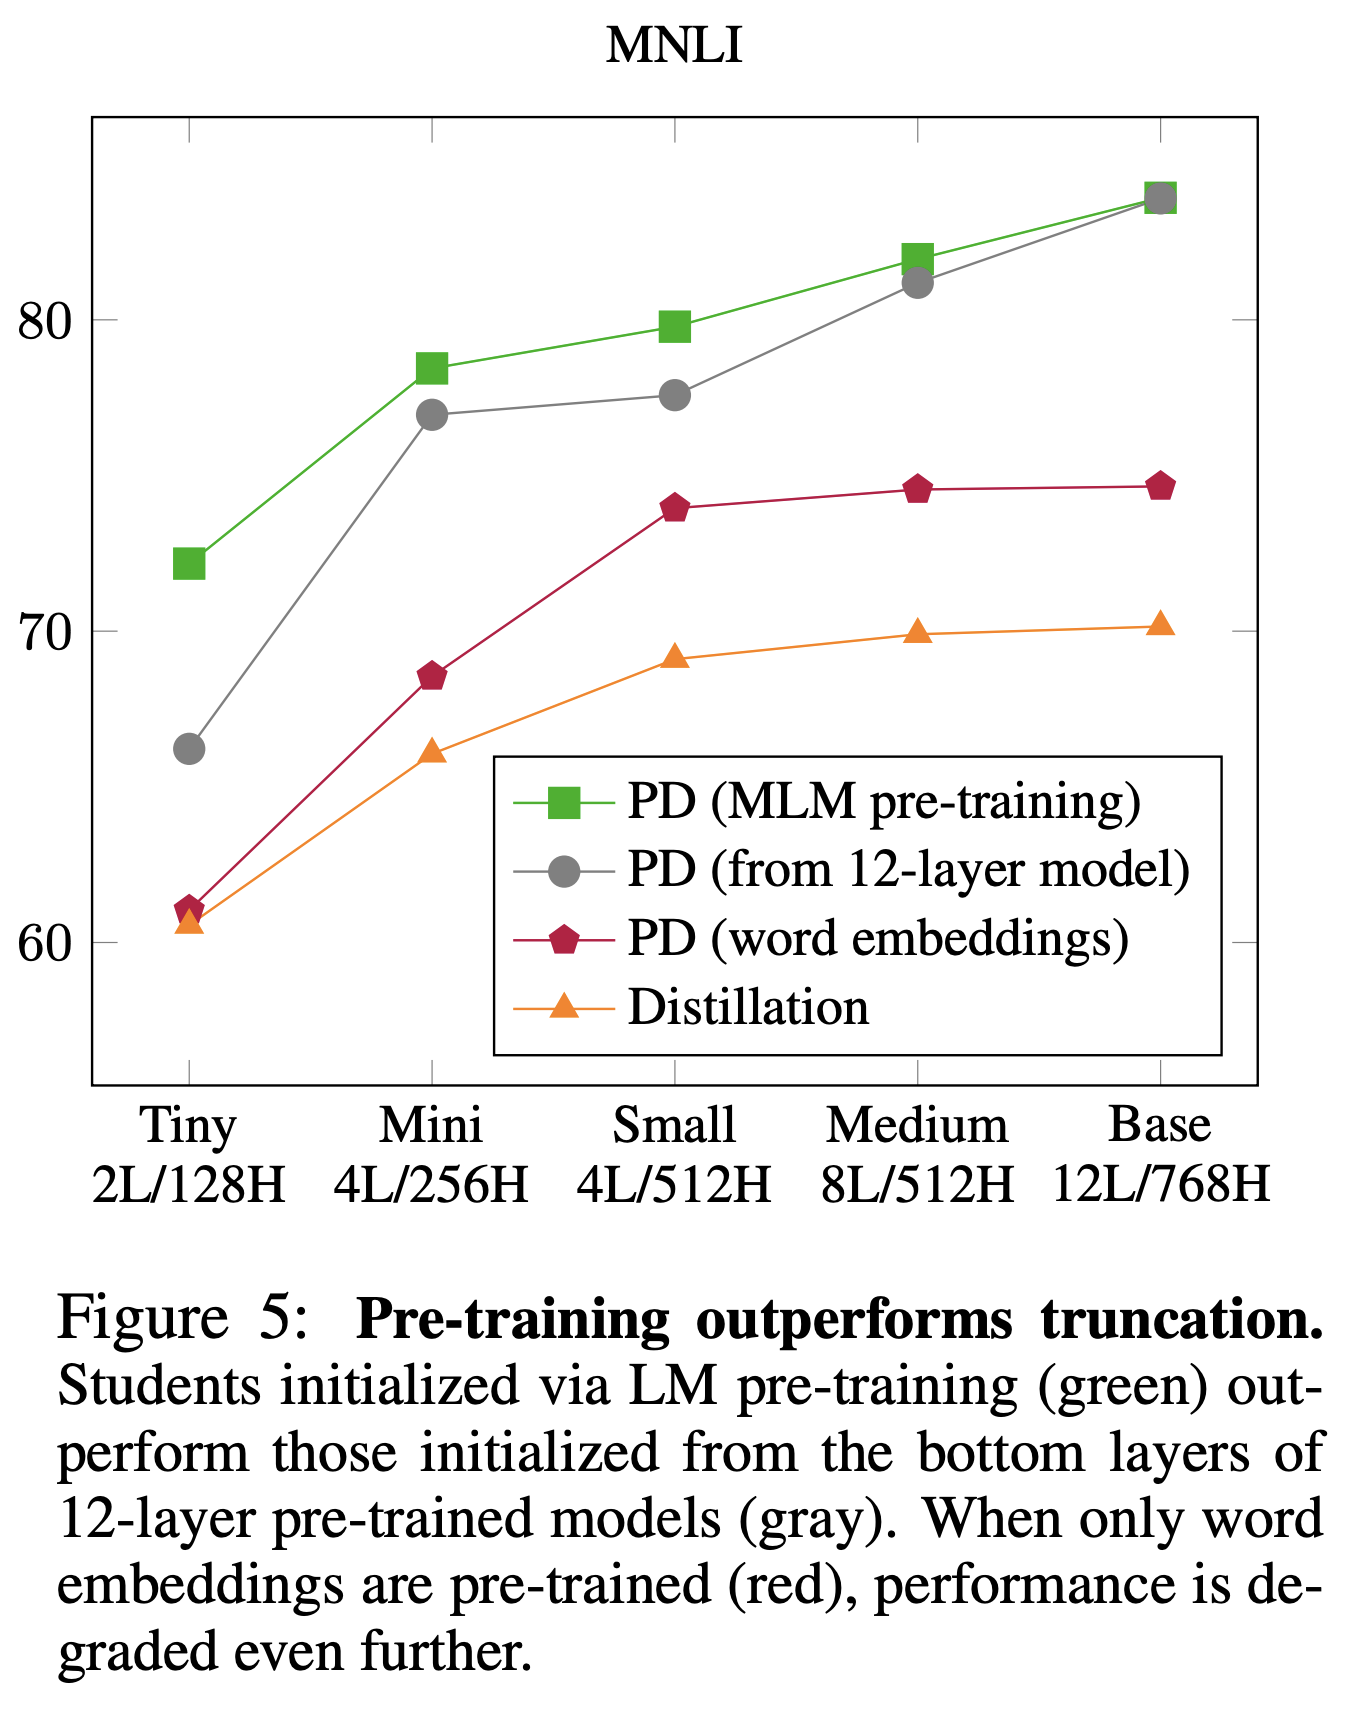 MNLI
80
70
60
PD (MLM pre-training)
PD (from 12-layer model)
PD (word embeddings)
Distillation
Tiny Mini Small Medium Base
2L/128H 4L/256H 4L/512H 8L/512H 12L/768H
Figure 5: Pre-training outperforms truncation.
Students initialized via LM pre-training (green) out-
perform those initialized from the bottom layers of
12-layer pre-trained models (gray). When only word
embeddings are pre-trained (red), performance is de-
graded even further.